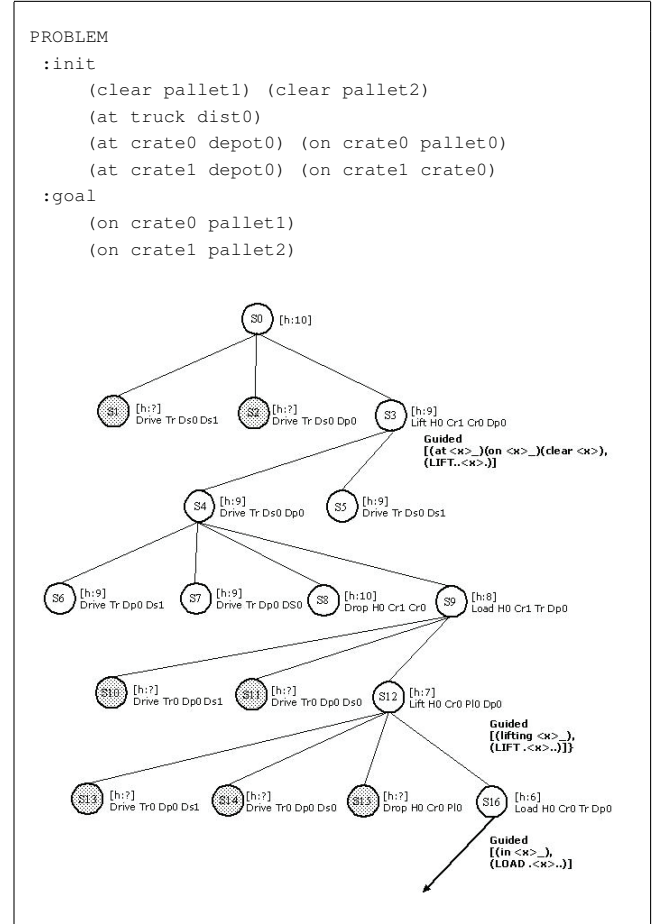 PROBLEM
:init
(clear pallet1) (clear pallet2)
(at truck dist0)
(at crate0 depot0) (on crate0 pallet0)
(at crate1 depot0) (on crate1 crate0)
:goal
(on crate0 pallet1)
(on crate1 pallet2)
S0 [h:10]
S1 [h:?]
Drive Tr Ds0 Ds1
S2 [h:?]
Drive Tr Ds0 Dp0
S3 [h:9]
Lift H0 Cr1 Cr0 Dp0
Guided
[(at <x>_)(on <x>_)(clear <x>),
(LIFT..<x>.)]
S4 [h:9]
Drive Tr Ds0 Dp0
S5 [h:9]
Drive Tr Ds0 Ds1
S6 [h:9]
Drive Tr Dp0 Ds1
S7 [h:9]
Drive Tr Dp0 DS0
S8 [h:10]
Drop H0 Cr1 Cr0
S9 [h:8]
Load H0 Cr1 Tr Dp0
S10 [h:?]
Drive Tr0 Dp0 Ds1
S11 [h:?]
Drive Tr0 Dp0 Ds0
S12 [h:7]
Lift H0 Cr0 Pl0 Dp0
Guided
[(lifting <x>_),
(LIFT .<x>..)]}
S13 [h:?]
Drive Tr0 Dp0 Ds1
S14 [h:?]
Drive Tr0 Dp0 Ds0
S15 [h:?]
Drop H0 Cr0 Pl0
S16 [h:6]
Load H0 Cr0 Tr Dp0
Guided
[(in <x>_),
(LOAD .<x>..)]